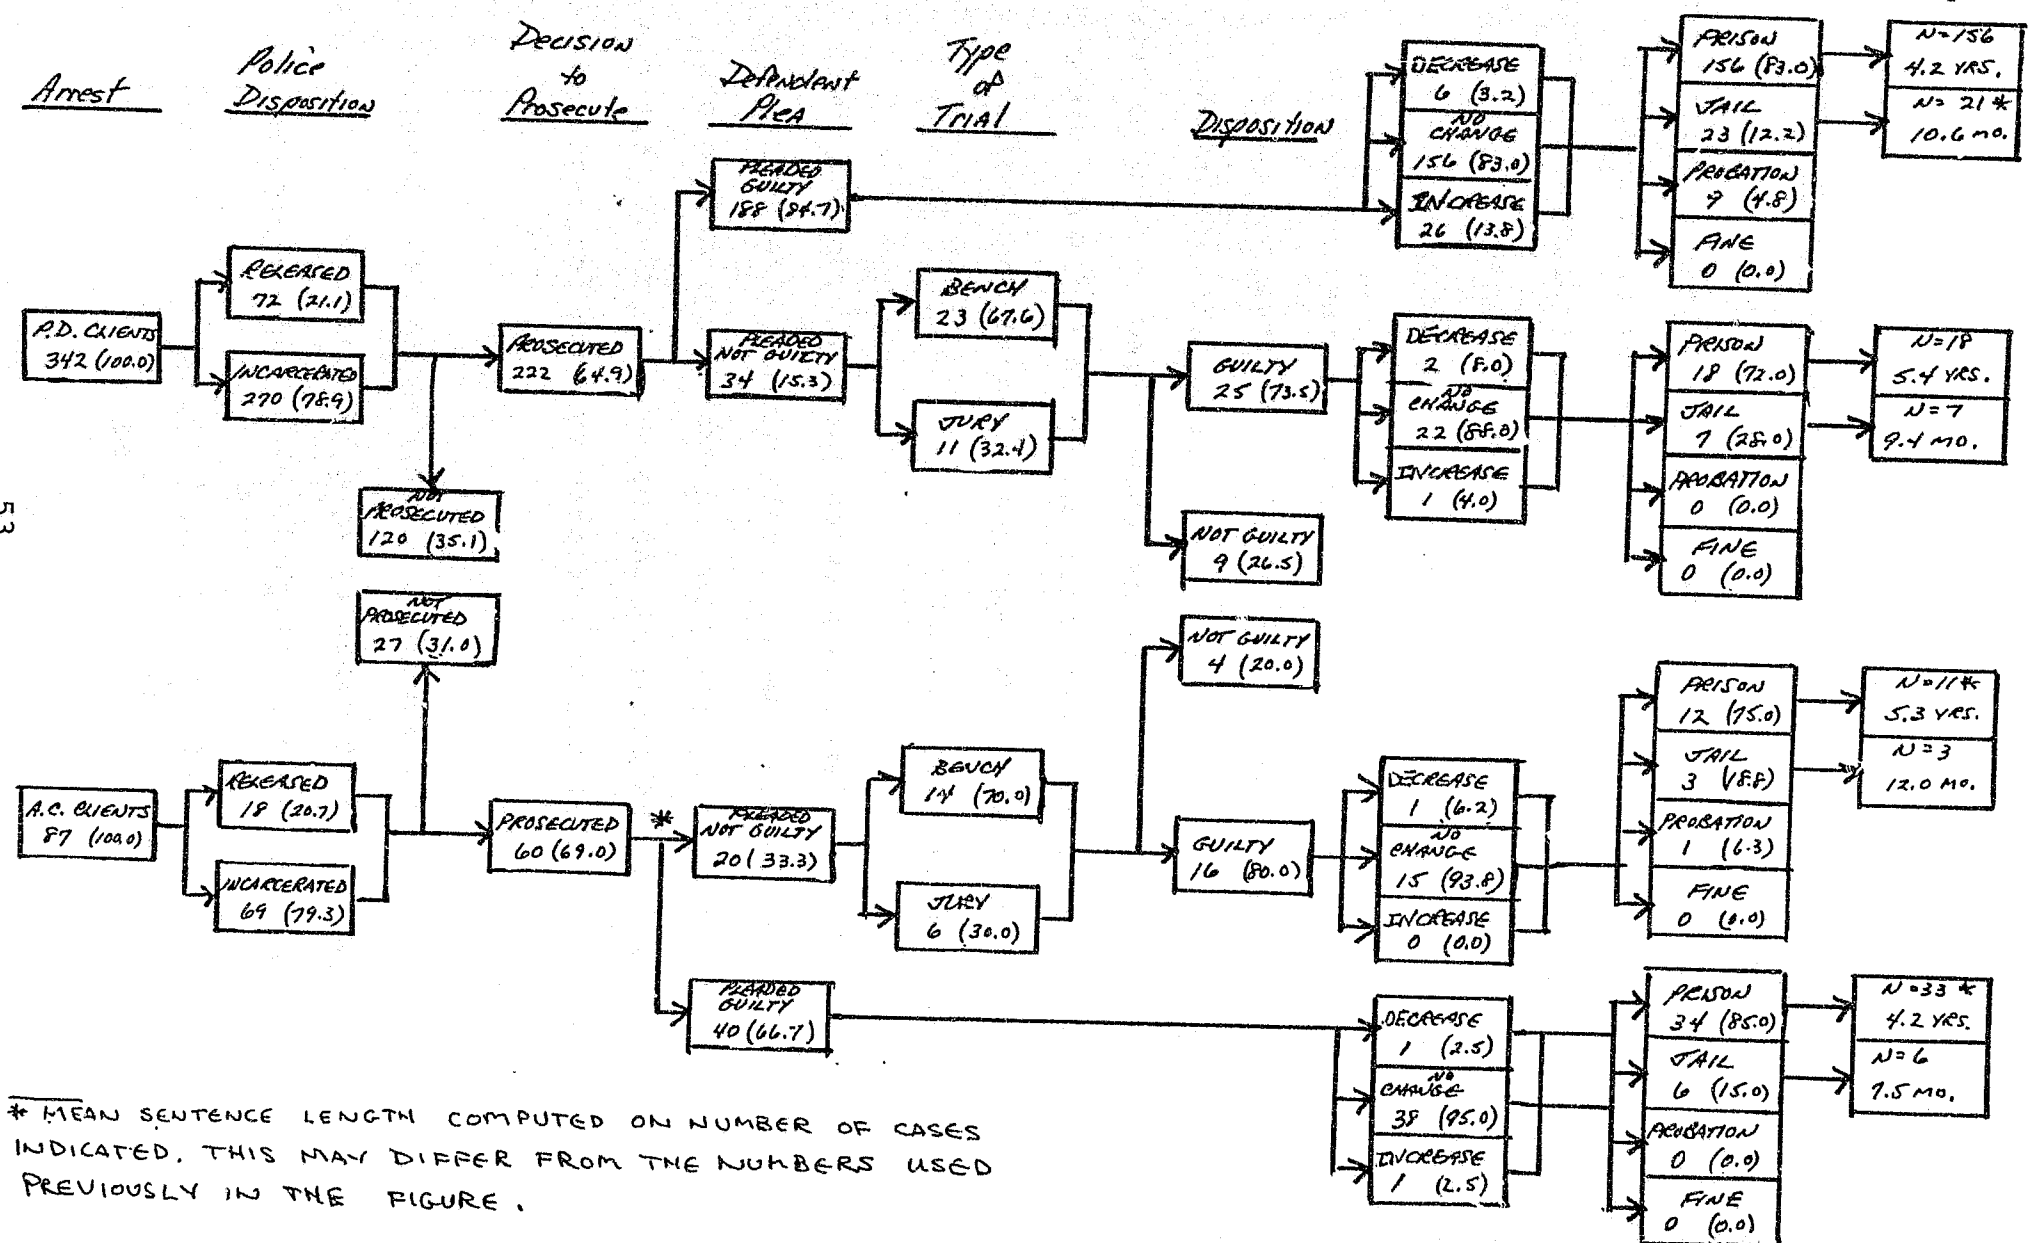 Arrest
Police
Disposition
Decision
to
Prosecute
Defendant
Plea
Type
of
Trial
Disposition
P.D. CLIENTS
342 (100.0)
RELEASED
72 (21.1)
INCARCERATED
270 (78.9)
NOT
PROSECUTED
120 (35.1)
PROSECUTED
222 (64.9)
PLEADED
GUILTY
188 (84.7)
PLEADED
NOT GUILTY
34 (15.3)
BENCH
23 (67.6)
JURY
11 (32.4)
GUILTY
25 (73.5)
NOT GUILTY
9 (26.5)
DECREASE
6 (3.2)
NO
CHANGE
156 (83.0)
INCREASE
26 (13.8)
PRISON
156 (83.0)
JAIL
23 (12.2)
PROBATION
9 (4.8)
FINE
0 (0.0)
N=156
4.2 YRS.
N= 21 *
10.6 MO.
DECREASE
2 (8.0)
NO
CHANGE
22 (88.0)
INCREASE
1 (4.0)
PRISON
18 (72.0)
JAIL
7 (28.0)
PROBATION
0 (0.0)
FINE
0 (0.0)
N=18
5.4 YRS.
N=7
9.4 MO.
53
A.C. CLIENTS
87 (100.0)
RELEASED
18 (20.7)
INCARCERATED
69 (79.3)
NOT
PROSECUTED
27 (31.0)
PROSECUTED
60 (69.0)
*
PLEADED
NOT GUILTY
20 (33.3)
PLEADED
GUILTY
40 (66.7)
BENCH
14 (70.0)
JURY
6 (30.0)
NOT GUILTY
4 (20.0)
GUILTY
16 (80.0)
DECREASE
1 (6.2)
NO
CHANGE
15 (93.8)
INCREASE
0 (0.0)
PRISON
12 (75.0)
JAIL
3 (18.8)
PROBATION
1 (6.3)
FINE
0 (0.0)
N=11*
5.3 YRS.
N=3
12.0 MO.
DECREASE
1 (2.5)
NO
CHANGE
38 (95.0)
INCREASE
1 (2.5)
PRISON
34 (85.0)
JAIL
6 (15.0)
PROBATION
0 (0.0)
FINE
0 (0.0)
N=33 *
4.2 YRS.
N=6
7.5 MO.
* MEAN SENTENCE LENGTH COMPUTED ON NUMBER OF CASES
INDICATED. THIS MAY DIFFER FROM THE NUMBERS USED
PREVIOUSLY IN THE FIGURE.